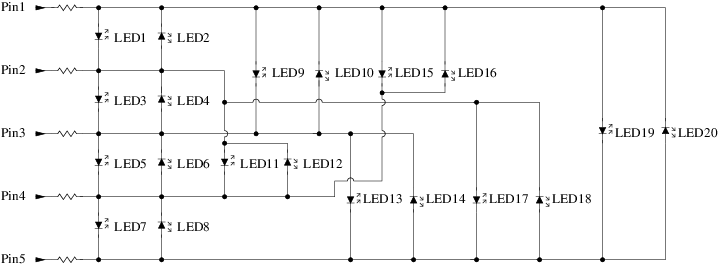 Pin1
LED1 LED2
Pin2 LED9 LED10 LED15 LED16
LED3 LED4
Pin3 LED19 LED20
LED5 LED6 LED11 LED12
Pin4 LED13 LED14 LED17 LED18
LED7 LED8
Pin5